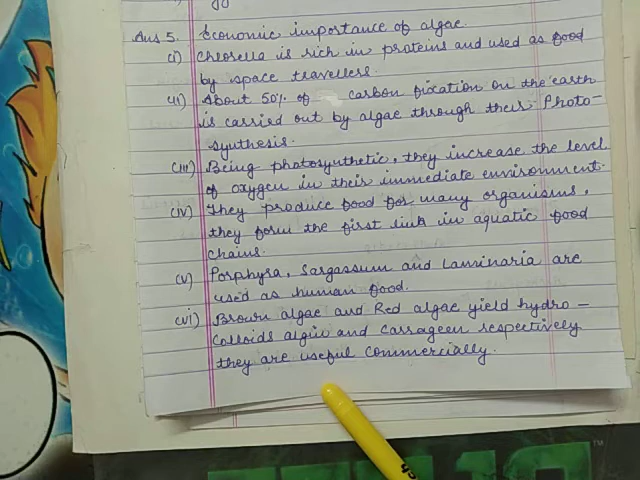 Ans 5. Economic importance of algae.
(i) Chlorella is rich in proteins and used as food
by space travellers.
(ii) About 50% of carbon fixation on the earth
is carried out by algae through their Photo-
synthesis.
(iii) Being photosynthetic, they increase the level
of oxygen in their immediate environment.
(iv) They produce food for many organisms,
they form the first link in aquatic food
chains.
(v) Porphyra, Sargassum and Laminaria are
used as human food.
(vi) Brown algae and Red algae yield hydro-
colloids algin and carrageen respectively
they are useful commercially.